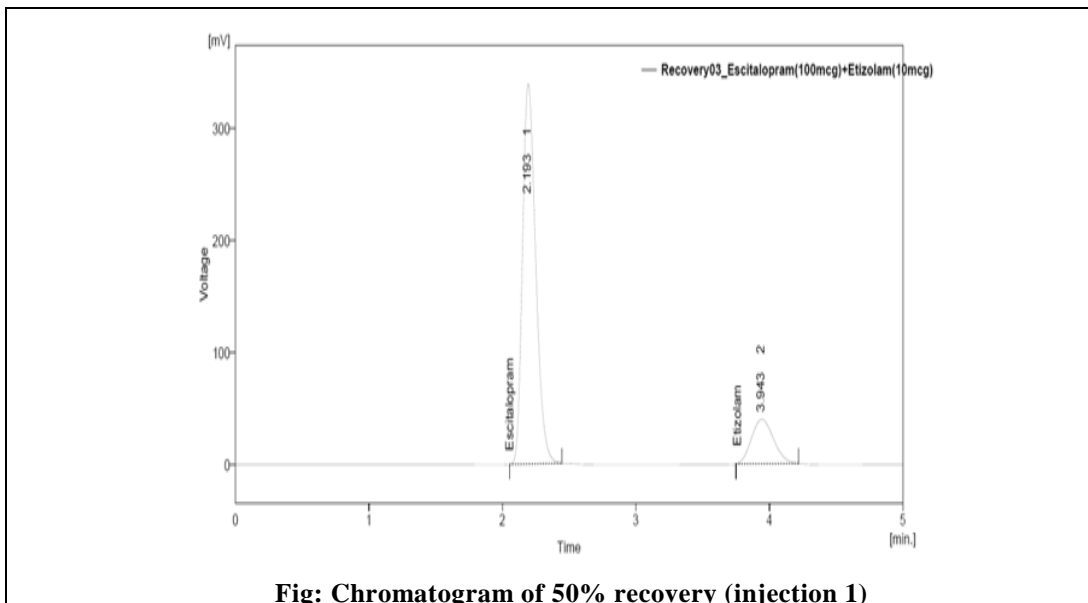 [mV]
Recovery03_Escitalopram(100mcg)+Etizolam(10mcg)
300
200
100
0
Voltage
Escitalopram
2.193 1
Etizolam
3.943 2
0 1 2 3 4 5
Time
[min.]
Fig: Chromatogram of 50% recovery (injection 1)